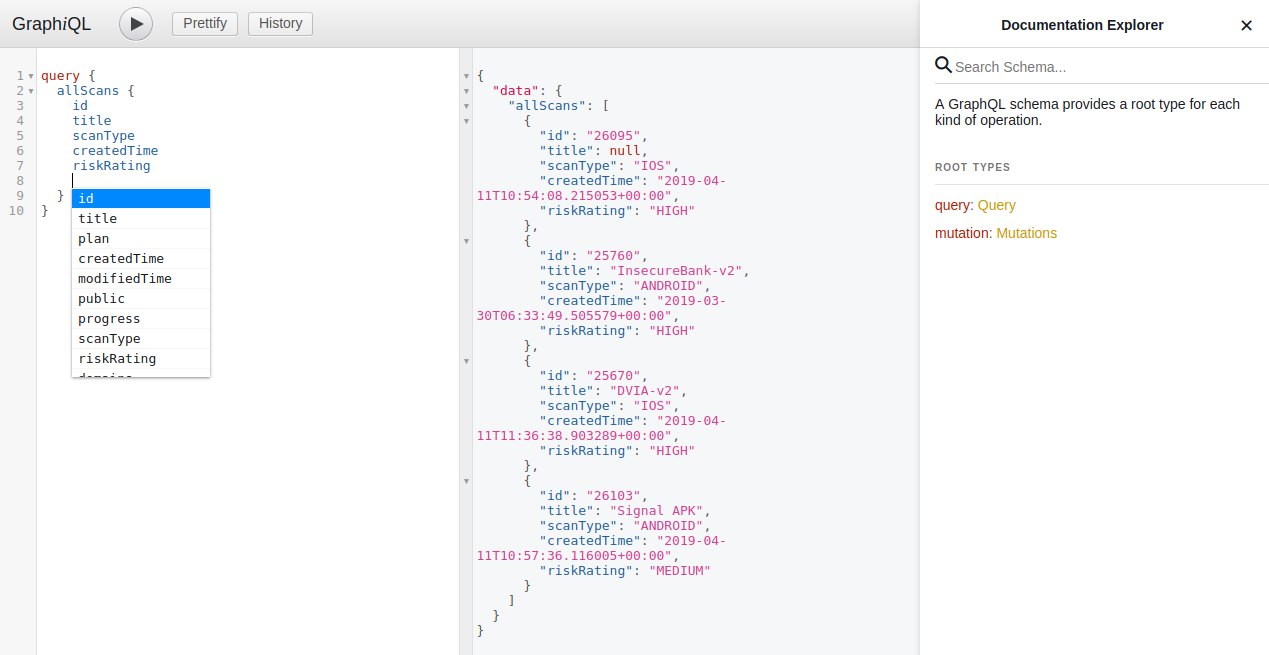 GraphiQL
Prettify
History
1 query {
2 allScans {
3 id
4 title
5 scanType
6 createdTime
7 riskRating
8
9 }
10 }
id
title
plan
createdTime
modifiedTime
public
progress
scanType
riskRating
{
"data": {
"allScans": [
{
"id": "26095",
"title": null,
"scanType": "IOS",
"createdTime": "2019-04-
11T10:54:08.215053+00:00",
"riskRating": "HIGH"
},
{
"id": "25760",
"title": "InsecureBank-v2",
"scanType": "ANDROID",
"createdTime": "2019-03-
30T06:33:49.505579+00:00",
"riskRating": "HIGH"
},
{
"id": "25670",
"title": "DVIA-v2",
"scanType": "IOS",
"createdTime": "2019-04-
11T11:36:38.903289+00:00",
"riskRating": "HIGH"
},
{
"id": "26103",
"title": "Signal APK",
"scanType": "ANDROID",
"createdTime": "2019-04-
11T10:57:36.116005+00:00",
"riskRating": "MEDIUM"
}
]
}
}
Documentation Explorer
Search Schema...
A GraphQL schema provides a root type for each
kind of operation.
ROOT TYPES
query: Query
mutation: Mutations